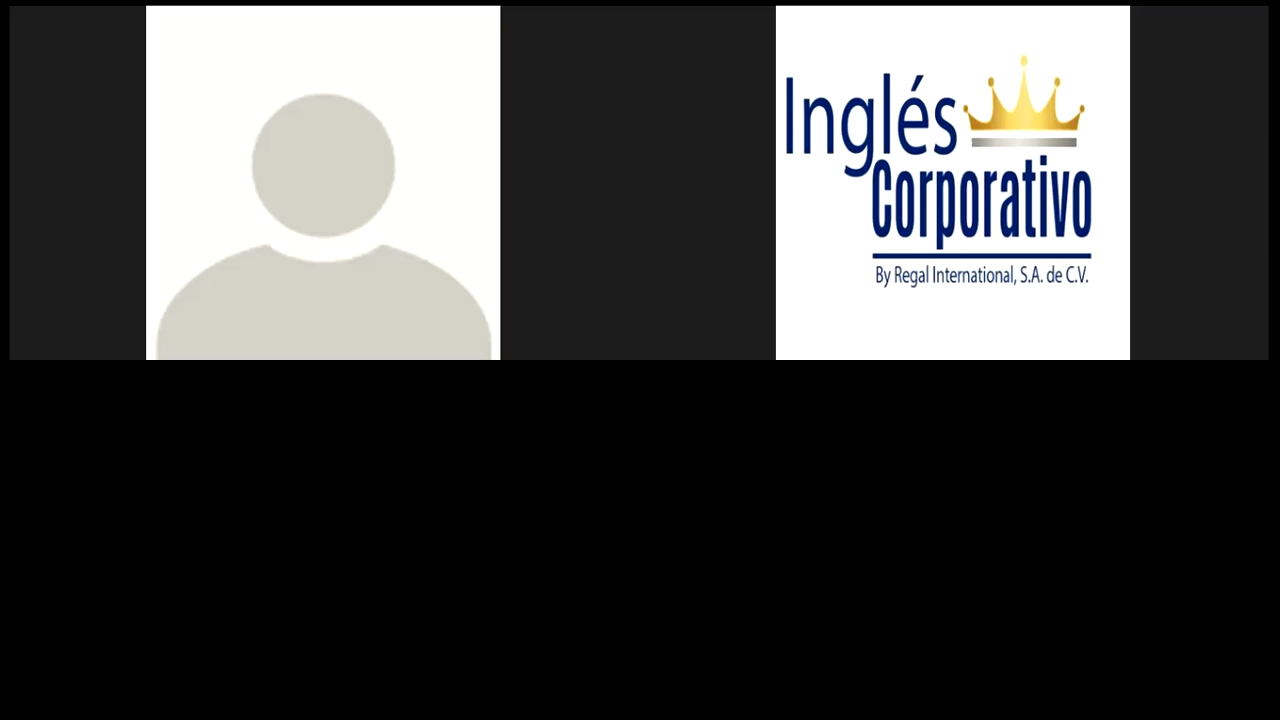 Inglés
Corporativo
By Regal International, S.A. de C.V.